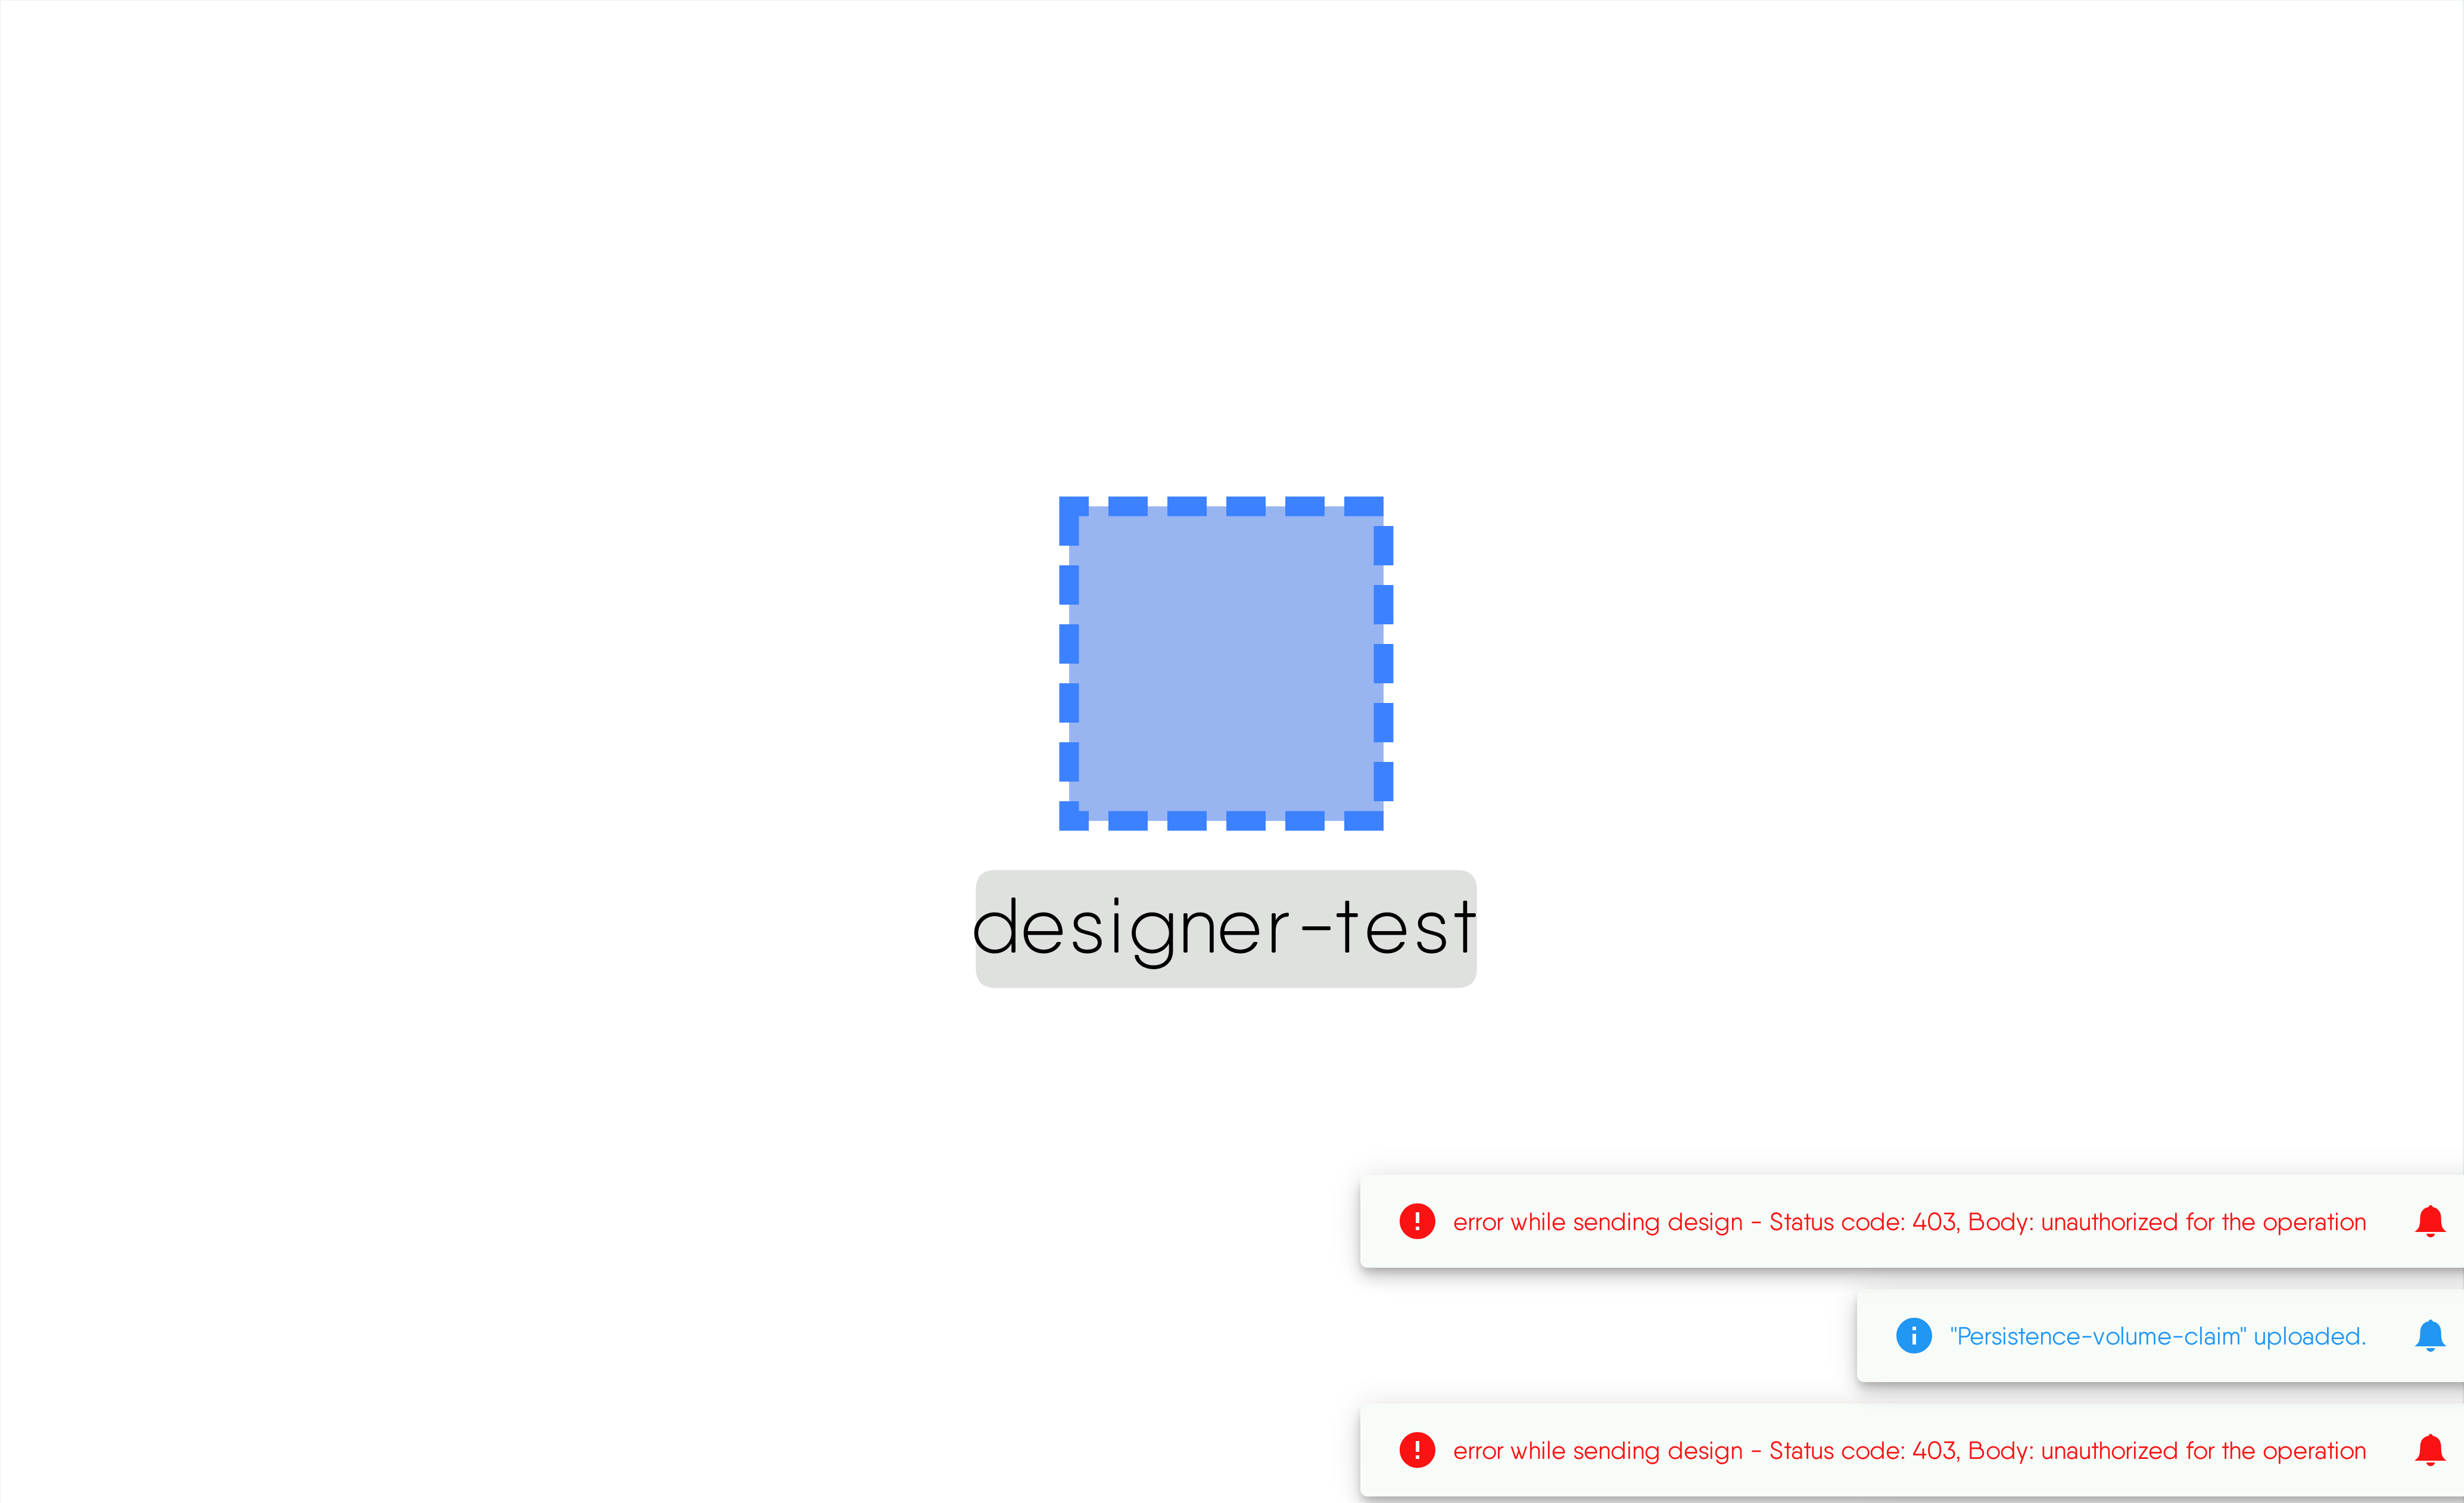 designer-test
error while sending design - Status code: 403, Body: unauthorized for the operation
"Persistence-volume-claim" uploaded.
error while sending design - Status code: 403, Body: unauthorized for the operation